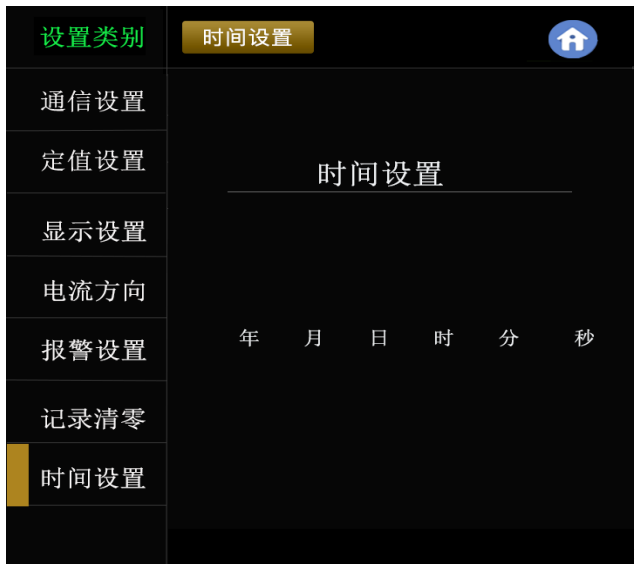 设置类别
时间设置
通信设置
定值设置
显示设置
电流方向
报警设置
记录清零
时间设置
时间设置
年 月 日 时 分 秒